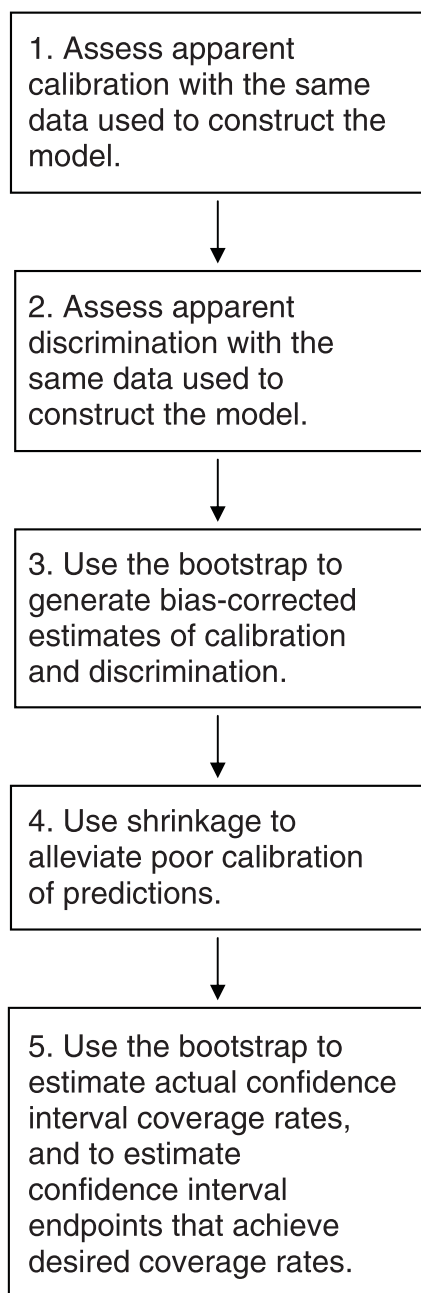 1. Assess apparent
calibration with the same
data used to construct the
model.
2. Assess apparent
discrimination with the
same data used to
construct the model.
3. Use the bootstrap to
generate bias-corrected
estimates of calibration
and discrimination.
4. Use shrinkage to
alleviate poor calibration
of predictions.
5. Use the bootstrap to
estimate actual confidence
interval coverage rates,
and to estimate
confidence interval
endpoints that achieve
desired coverage rates.